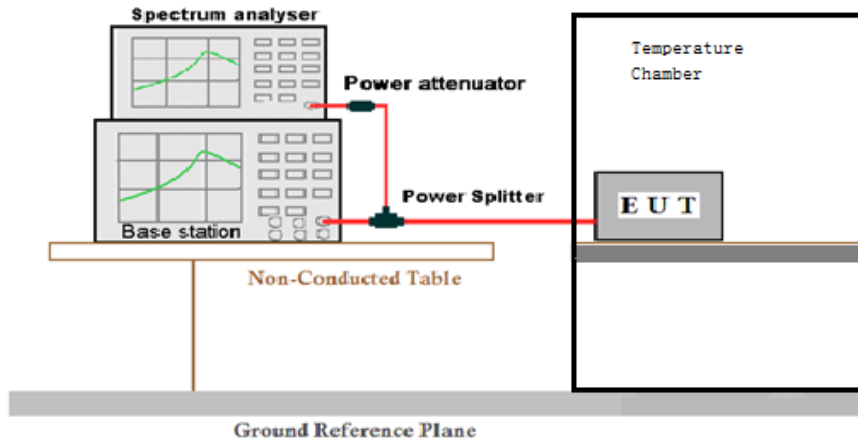 Spectrum analyser
Temperature
Chamber
Power attenuator
Power Splitter
E U T
Base station
Non-Conducted Table
Ground Reference Plane